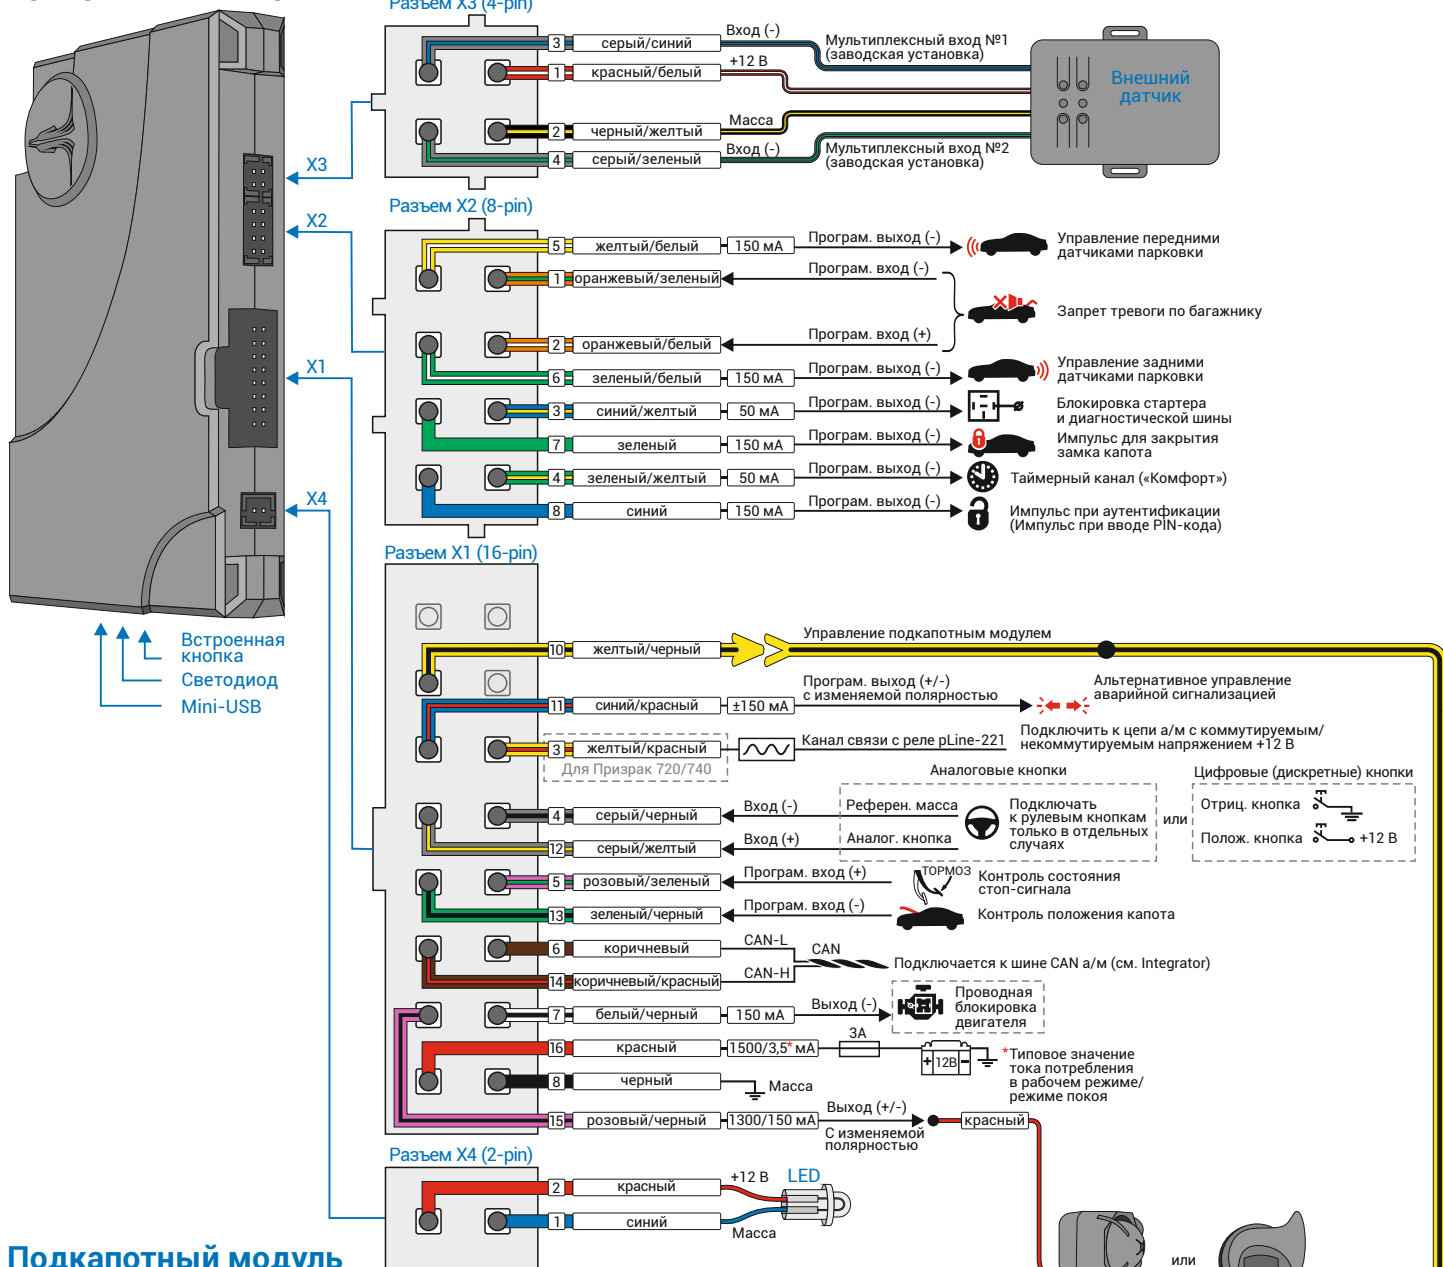 Разъем X3 (4-pin)
3 серый/синий Вход (-) Мультиплексный вход №1
(заводская установка)
1 красный/белый +12 В
2 черный/желтый Масса
4 серый/зеленый Вход (-) Мультиплексный вход №2
(заводская установка)
Внешний
датчик
X3
X2
X1
X4
Встроенная
кнопка
Светодиод
Mini-USB
Разъем X2 (8-pin)
5 желтый/белый 150 мА Програм. выход (-) Управление передними
датчиками парковки
1 оранжевый/зеленый Програм. вход (-)
Запрет тревоги по багажнику
2 оранжевый/белый Програм. вход (+)
6 зеленый/белый 150 мА Програм. выход (-) Управление задними
датчиками парковки
3 синий/желтый 50 мА Програм. выход (-) Блокировка стартера
и диагностической шины
7 зеленый 150 мА Програм. выход (-) Импульс для закрытия
замка капота
4 зеленый/желтый 50 мА Програм. выход (-) Таймерный канал («Комфорт»)
8 синий 150 мА Програм. выход (-) Импульс при аутентификации
(Импульс при вводе PIN-кода)
Разъем X1 (16-pin)
10 желтый/черный Управление подкапотным модулем
11 синий/красный ±150 мА Програм. выход (+/-)
с изменяемой полярностью
Альтернативное управление
аварийной сигнализацией
3 желтый/красный Канал связи с реле pLine-221 Подключить к цепи а/м с коммутируемым/
некоммутируемым напряжением +12 В
Для Призрак 720/740
Аналоговые кнопки
Цифровые (дискретные) кнопки
4 серый/черный Вход (-) Референ. масса
12 серый/желтый Вход (+) Аналог. кнопка
Подключать
к рулевым кнопкам
только в отдельных
случаях
или
Отриц. кнопка
Полож. кнопка +12 В
5 розовый/зеленый Програм. вход (+) ТОРМОЗ Контроль состояния
стоп-сигнала
13 зеленый/черный Програм. вход (-) Контроль положения капота
6 коричневый CAN-L
CAN
Подключается к шине CAN а/м (см. Integrator)
14 коричневый/красный CAN-H
7 белый/черный 150 мА Выход (-) Проводная
блокировка
двигателя
16 красный 1500/3,5* мА 3А + 12В -
*Типовое значение
тока потребления
в рабочем режиме/
режиме покоя
8 черный Масса
15 розовый/черный 1300/150 мА Выход (+/-)
С изменяемой
полярностью
красный
Разъем X4 (2-pin)
2 красный +12 В LED
1 синий Масса
или
Подкапотный модуль